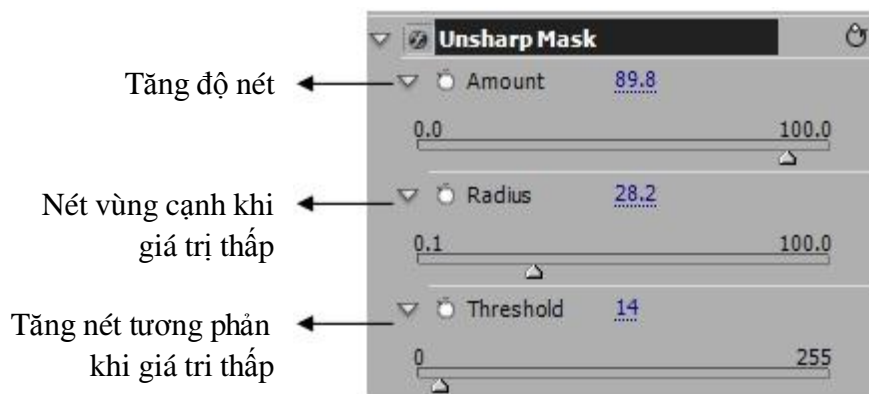 Unsharp Mask
Tăng độ nét
Amount 89.8
0.0 100.0
Nét vùng cạnh khi
giá trị thấp
Radius 28.2
0.1 100.0
Tăng nét tương phản
khi giá tri thấp
Threshold 14
0 255